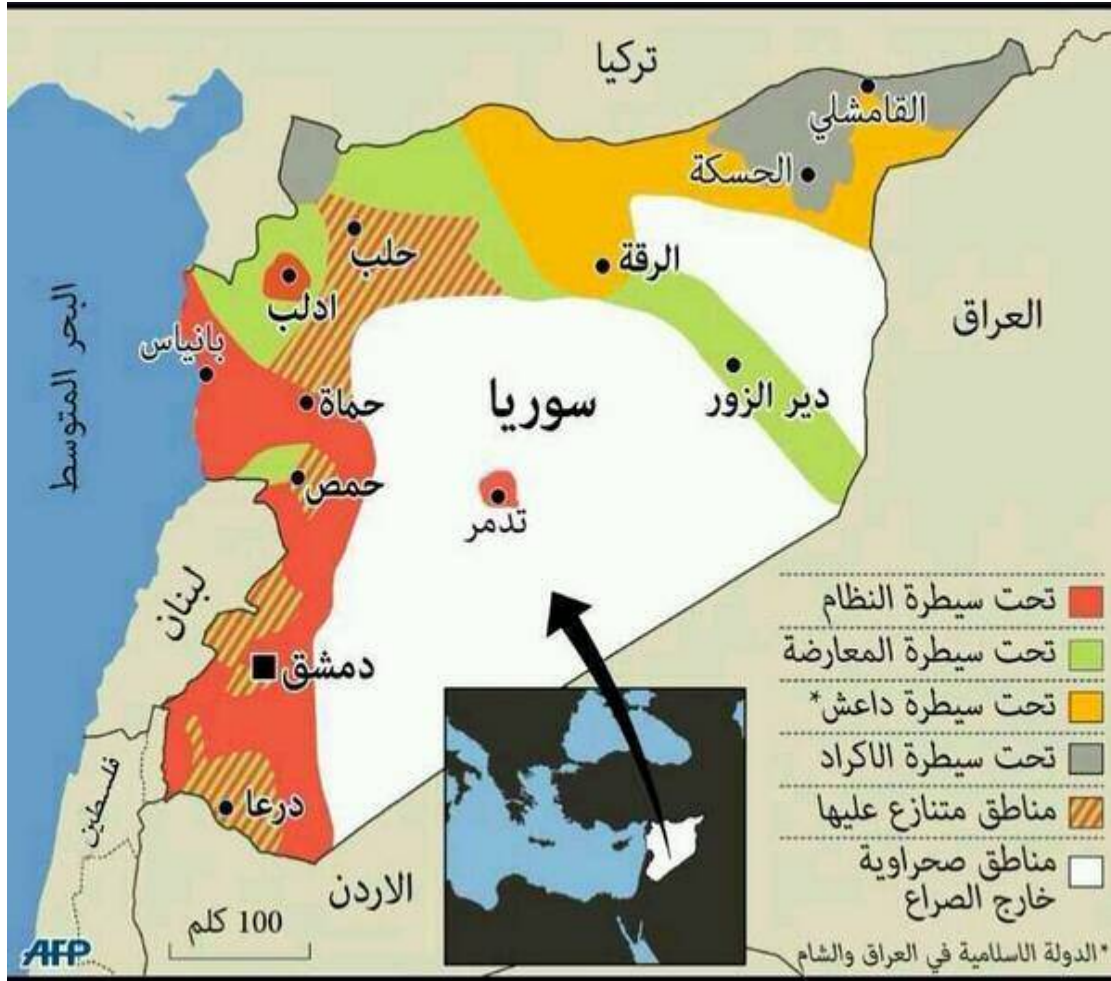 تركيا
القامشلي
الحسكة
حلب
الرقة
ادلب
العراق
بانياس
البحر المتوسط
دير الزور
سوريا
حماة
حمص
تدمر
لبنان
دمشق
فلسطين
درعا
الاردن
100 كلم
تحت سيطرة النظام
تحت سيطرة المعارضة
تحت سيطرة داعش*
تحت سيطرة الاكراد
مناطق متنازع عليها
مناطق صحراوية
خارج الصراع
*الدولة الاسلامية في العراق والشام
AFP